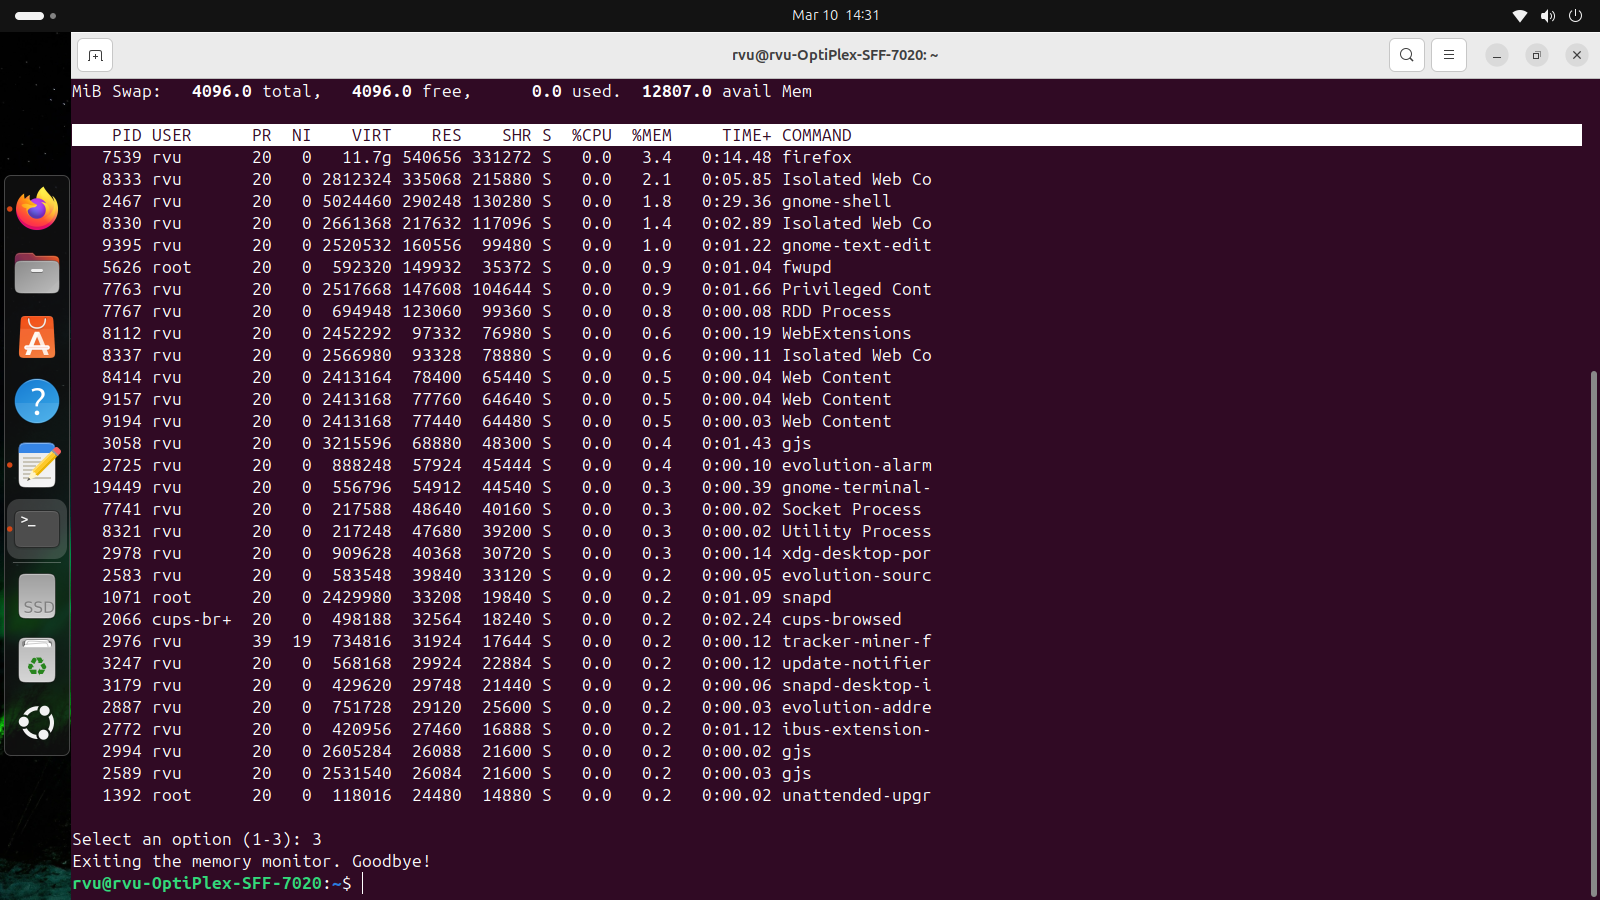 Mar 10 14:31
rvu@rvu-OptiPlex-SFF-7020: ~
MiB Swap:   4096.0 total,   4096.0 free,      0.0 used.  12807.0 avail Mem
    PID USER      PR  NI    VIRT    RES    SHR S  %CPU  %MEM     TIME+ COMMAND
   7539 rvu       20   0   11.7g 540656 331272 S   0.0   3.4   0:14.48 firefox
   8333 rvu       20   0 2812324 335068 215880 S   0.0   2.1   0:05.85 Isolated Web Co
   2467 rvu       20   0 5024460 290248 130280 S   0.0   1.8   0:29.36 gnome-shell
   8330 rvu       20   0 2661368 217632 117096 S   0.0   1.4   0:02.89 Isolated Web Co
   9395 rvu       20   0 2520532 160556  99480 S   0.0   1.0   0:01.22 gnome-text-edit
   5626 root      20   0  592320 149932  35372 S   0.0   0.9   0:01.04 fwupd
   7763 rvu       20   0 2517668 147608 104644 S   0.0   0.9   0:01.66 Privileged Cont
   7767 rvu       20   0  694948 123060  99360 S   0.0   0.8   0:00.08 RDD Process
   8112 rvu       20   0 2452292  97332  76980 S   0.0   0.6   0:00.19 WebExtensions
   8337 rvu       20   0 2566980  93328  78880 S   0.0   0.6   0:00.11 Isolated Web Co
   8414 rvu       20   0 2413164  78400  65440 S   0.0   0.5   0:00.04 Web Content
   9157 rvu       20   0 2413168  77760  64640 S   0.0   0.5   0:00.04 Web Content
   9194 rvu       20   0 2413168  77440  64480 S   0.0   0.5   0:00.03 Web Content
   3058 rvu       20   0 3215596  68880  48300 S   0.0   0.4   0:01.43 gjs
   2725 rvu       20   0  888248  57924  45444 S   0.0   0.4   0:00.10 evolution-alarm
  19449 rvu       20   0  556796  54912  44540 S   0.0   0.3   0:00.39 gnome-terminal-
   7741 rvu       20   0  217588  48640  40160 S   0.0   0.3   0:00.02 Socket Process
   8321 rvu       20   0  217248  47680  39200 S   0.0   0.3   0:00.02 Utility Process
   2978 rvu       20   0  909628  40368  30720 S   0.0   0.3   0:00.14 xdg-desktop-por
   2583 rvu       20   0  583548  39840  33120 S   0.0   0.2   0:00.05 evolution-sourc
   1071 root      20   0 2429980  33208  19840 S   0.0   0.2   0:01.09 snapd
   2066 cups-br+  20   0  498188  32564  18240 S   0.0   0.2   0:02.24 cups-browsed
   2976 rvu       39  19  734816  31924  17644 S   0.0   0.2   0:00.12 tracker-miner-f
   3247 rvu       20   0  568168  29924  22884 S   0.0   0.2   0:00.12 update-notifier
   3179 rvu       20   0  429620  29748  21440 S   0.0   0.2   0:00.06 snapd-desktop-i
   2887 rvu       20   0  751728  29120  25600 S   0.0   0.2   0:00.03 evolution-addre
   2772 rvu       20   0  420956  27460  16888 S   0.0   0.2   0:01.12 ibus-extension-
   2994 rvu       20   0 2605284  26088  21600 S   0.0   0.2   0:00.02 gjs
   2589 rvu       20   0 2531540  26084  21600 S   0.0   0.2   0:00.03 gjs
   1392 root      20   0  118016  24480  14880 S   0.0   0.2   0:00.02 unattended-upgr
Select an option (1-3): 3
Exiting the memory monitor. Goodbye!
rvu@rvu-OptiPlex-SFF-7020:~$
SSD